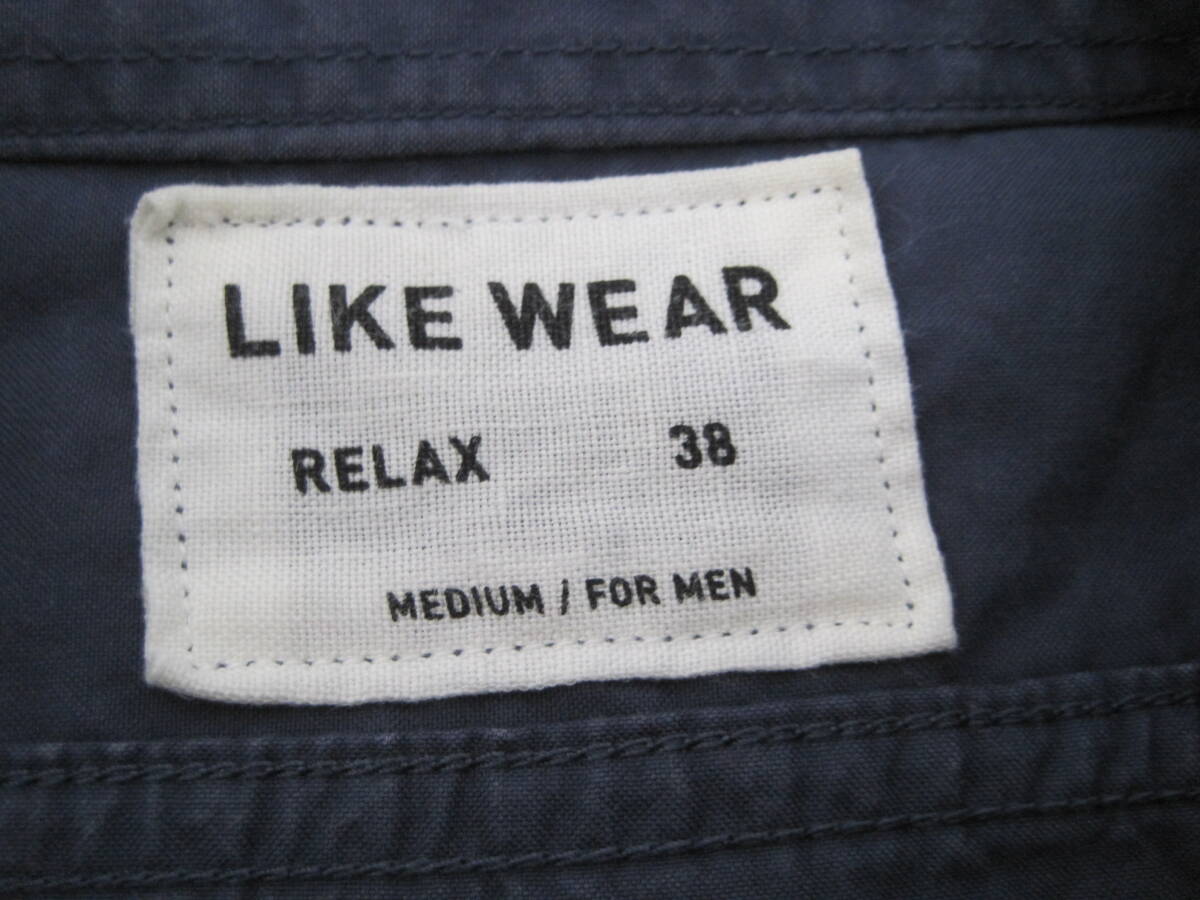 LIKE WEAR
RELAX 38
MEDIUM / FOR MEN